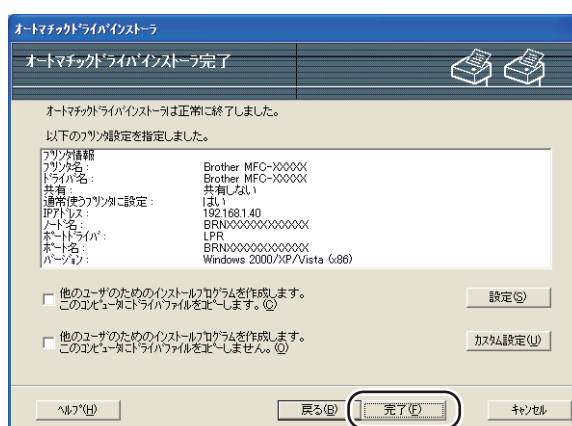 オートマチックドライバインストーラ
オートマチックドライバインストーラ完了
オートマチックドライバインストーラは正常に終了しました。
以下のプリンタ設定を指定しました。
プリンタ情報
プリンタ名: Brother MFC-XXXXX
ドライバ名: Brother MFC-XXXXX
共有: 共有しない
通常使うプリンタに設定: はい
IPアドレス: 192.168.1.40
ノード名: BRNXXXXXXXXXXXX
ポートドライバ: LPR
ポート名: BRNXXXXXXXXXXXX
バージョン: Windows 2000/XP/Vista (x86)
他のユーザのためのインストールプログラムを作成します。
このコンピュータにドライバファイルをコピーします。(C)
設定(S)
他のユーザのためのインストールプログラムを作成します。
このコンピュータにドライバファイルをコピーしません。(O)
カスタム設定(U)
ヘルプ(H) 戻る(B) 完了(F) キャンセル